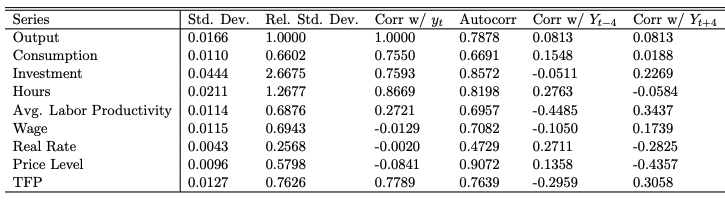 Series Std. Dev. Rel. Std. Dev. Corr w/ y_t Autocorr Corr w/ Y_{t−4} Corr w/ Y_{t+4}
Output 0.0166 1.0000 1.0000 0.7878 0.0813 0.0813
Consumption 0.0110 0.6602 0.7550 0.6691 0.1548 0.0188
Investment 0.0444 2.6675 0.7593 0.8572 -0.0511 0.2269
Hours 0.0211 1.2677 0.8669 0.8198 0.2763 -0.0584
Avg. Labor Productivity 0.0114 0.6876 0.2721 0.6957 -0.4485 0.3437
Wage 0.0115 0.6943 -0.0129 0.7082 -0.1050 0.1739
Real Rate 0.0043 0.2568 -0.0020 0.4729 0.2711 -0.2825
Price Level 0.0096 0.5798 -0.0841 0.9072 0.1358 -0.4357
TFP 0.0127 0.7626 0.7789 0.7639 -0.2959 0.3058